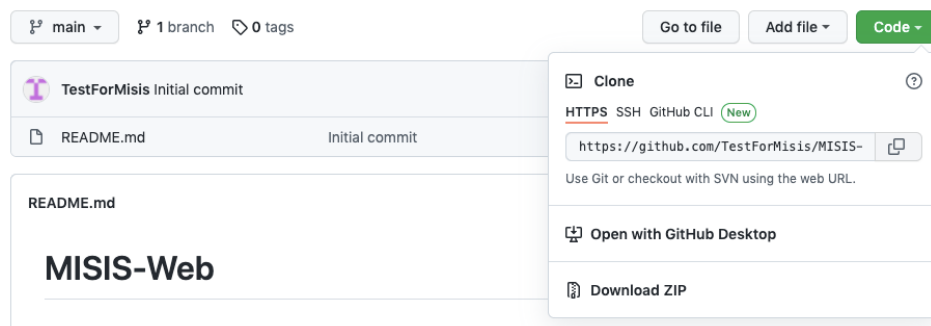 main
1 branch
0 tags
Go to file
Add file
Code
TestForMisis Initial commit
README.md
Initial commit
README.md
MISIS-Web
Clone
HTTPS SSH GitHub CLI New
https://github.com/TestForMisis/MISIS-
Use Git or checkout with SVN using the web URL.
Open with GitHub Desktop
Download ZIP